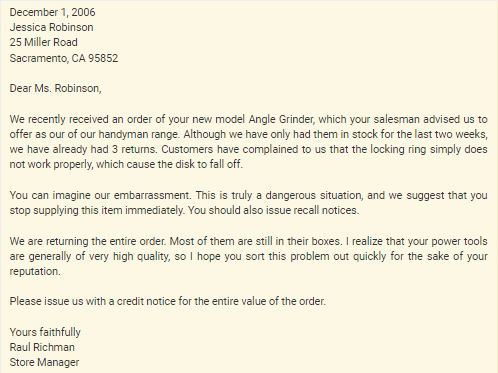 December 1, 2006
Jessica Robinson
25 Miller Road
Sacramento, CA 95852
Dear Ms. Robinson,
We recently received an order of your new model Angle Grinder, which your salesman advised us to
offer as our of our handyman range. Although we have only had them in stock for the last two weeks,
we have already had 3 returns. Customers have complained to us that the locking ring simply does
not work properly, which cause the disk to fall off.
You can imagine our embarrassment. This is truly a dangerous situation, and we suggest that you
stop supplying this item immediately. You should also issue recall notices.
We are returning the entire order. Most of them are still in their boxes. I realize that your power tools
are generally of very high quality, so I hope you sort this problem out quickly for the sake of your
reputation.
Please issue us with a credit notice for the entire value of the order.
Yours faithfully
Raul Richman
Store Manager